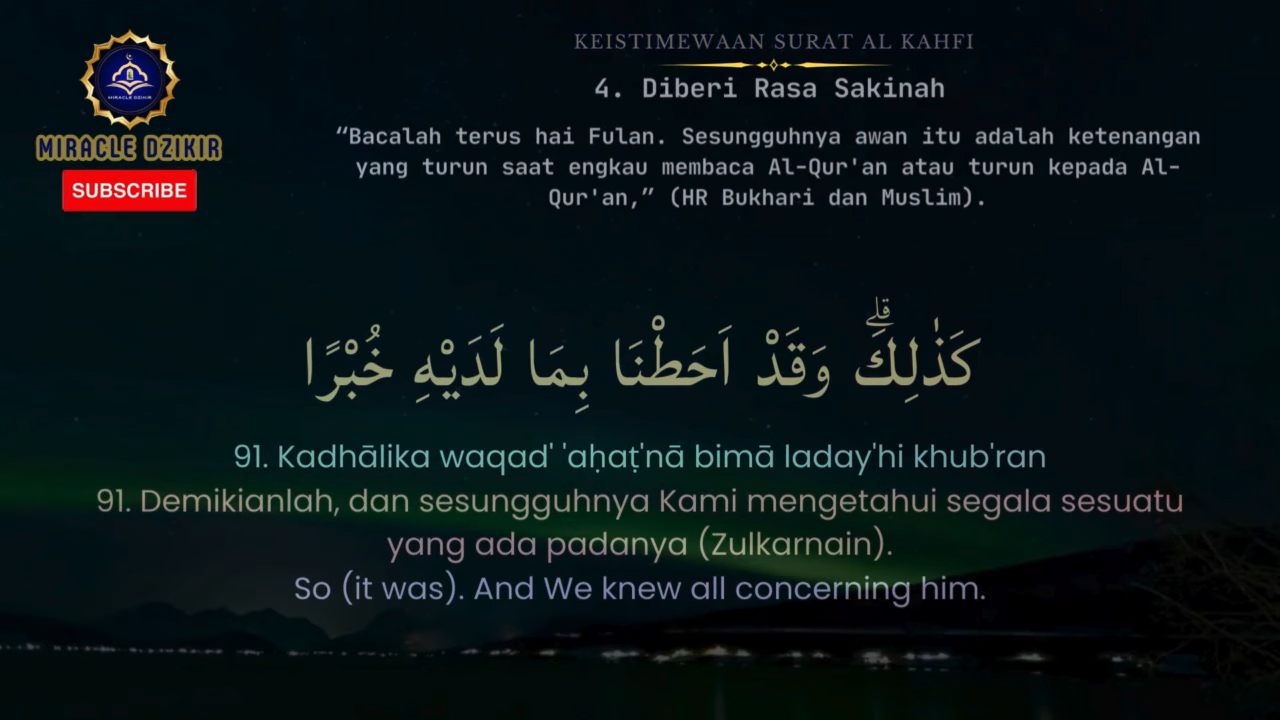 KEISTIMEWAAN SURAT AL KAHFI
4. Diberi Rasa Sakinah
“Bacalah terus hai Fulan. Sesungguhnya awan itu adalah ketenangan
yang turun saat engkau membaca Al-Qur'an atau turun kepada Al-
Qur'an,” (HR Bukhari dan Muslim).
MIRACLE DZIKIR
MIRACLE DZIKIR
SUBSCRIBE
كَذٰلِكَۗ وَقَدْ اَحَطْنَا بِمَا لَدَيْهِ خُبْرًا
91. Kadhālika waqad' 'aḥaṭ'nā bimā laday'hi khub'ran
91. Demikianlah, dan sesungguhnya Kami mengetahui segala sesuatu
yang ada padanya (Zulkarnain).
So (it was). And We knew all concerning him.